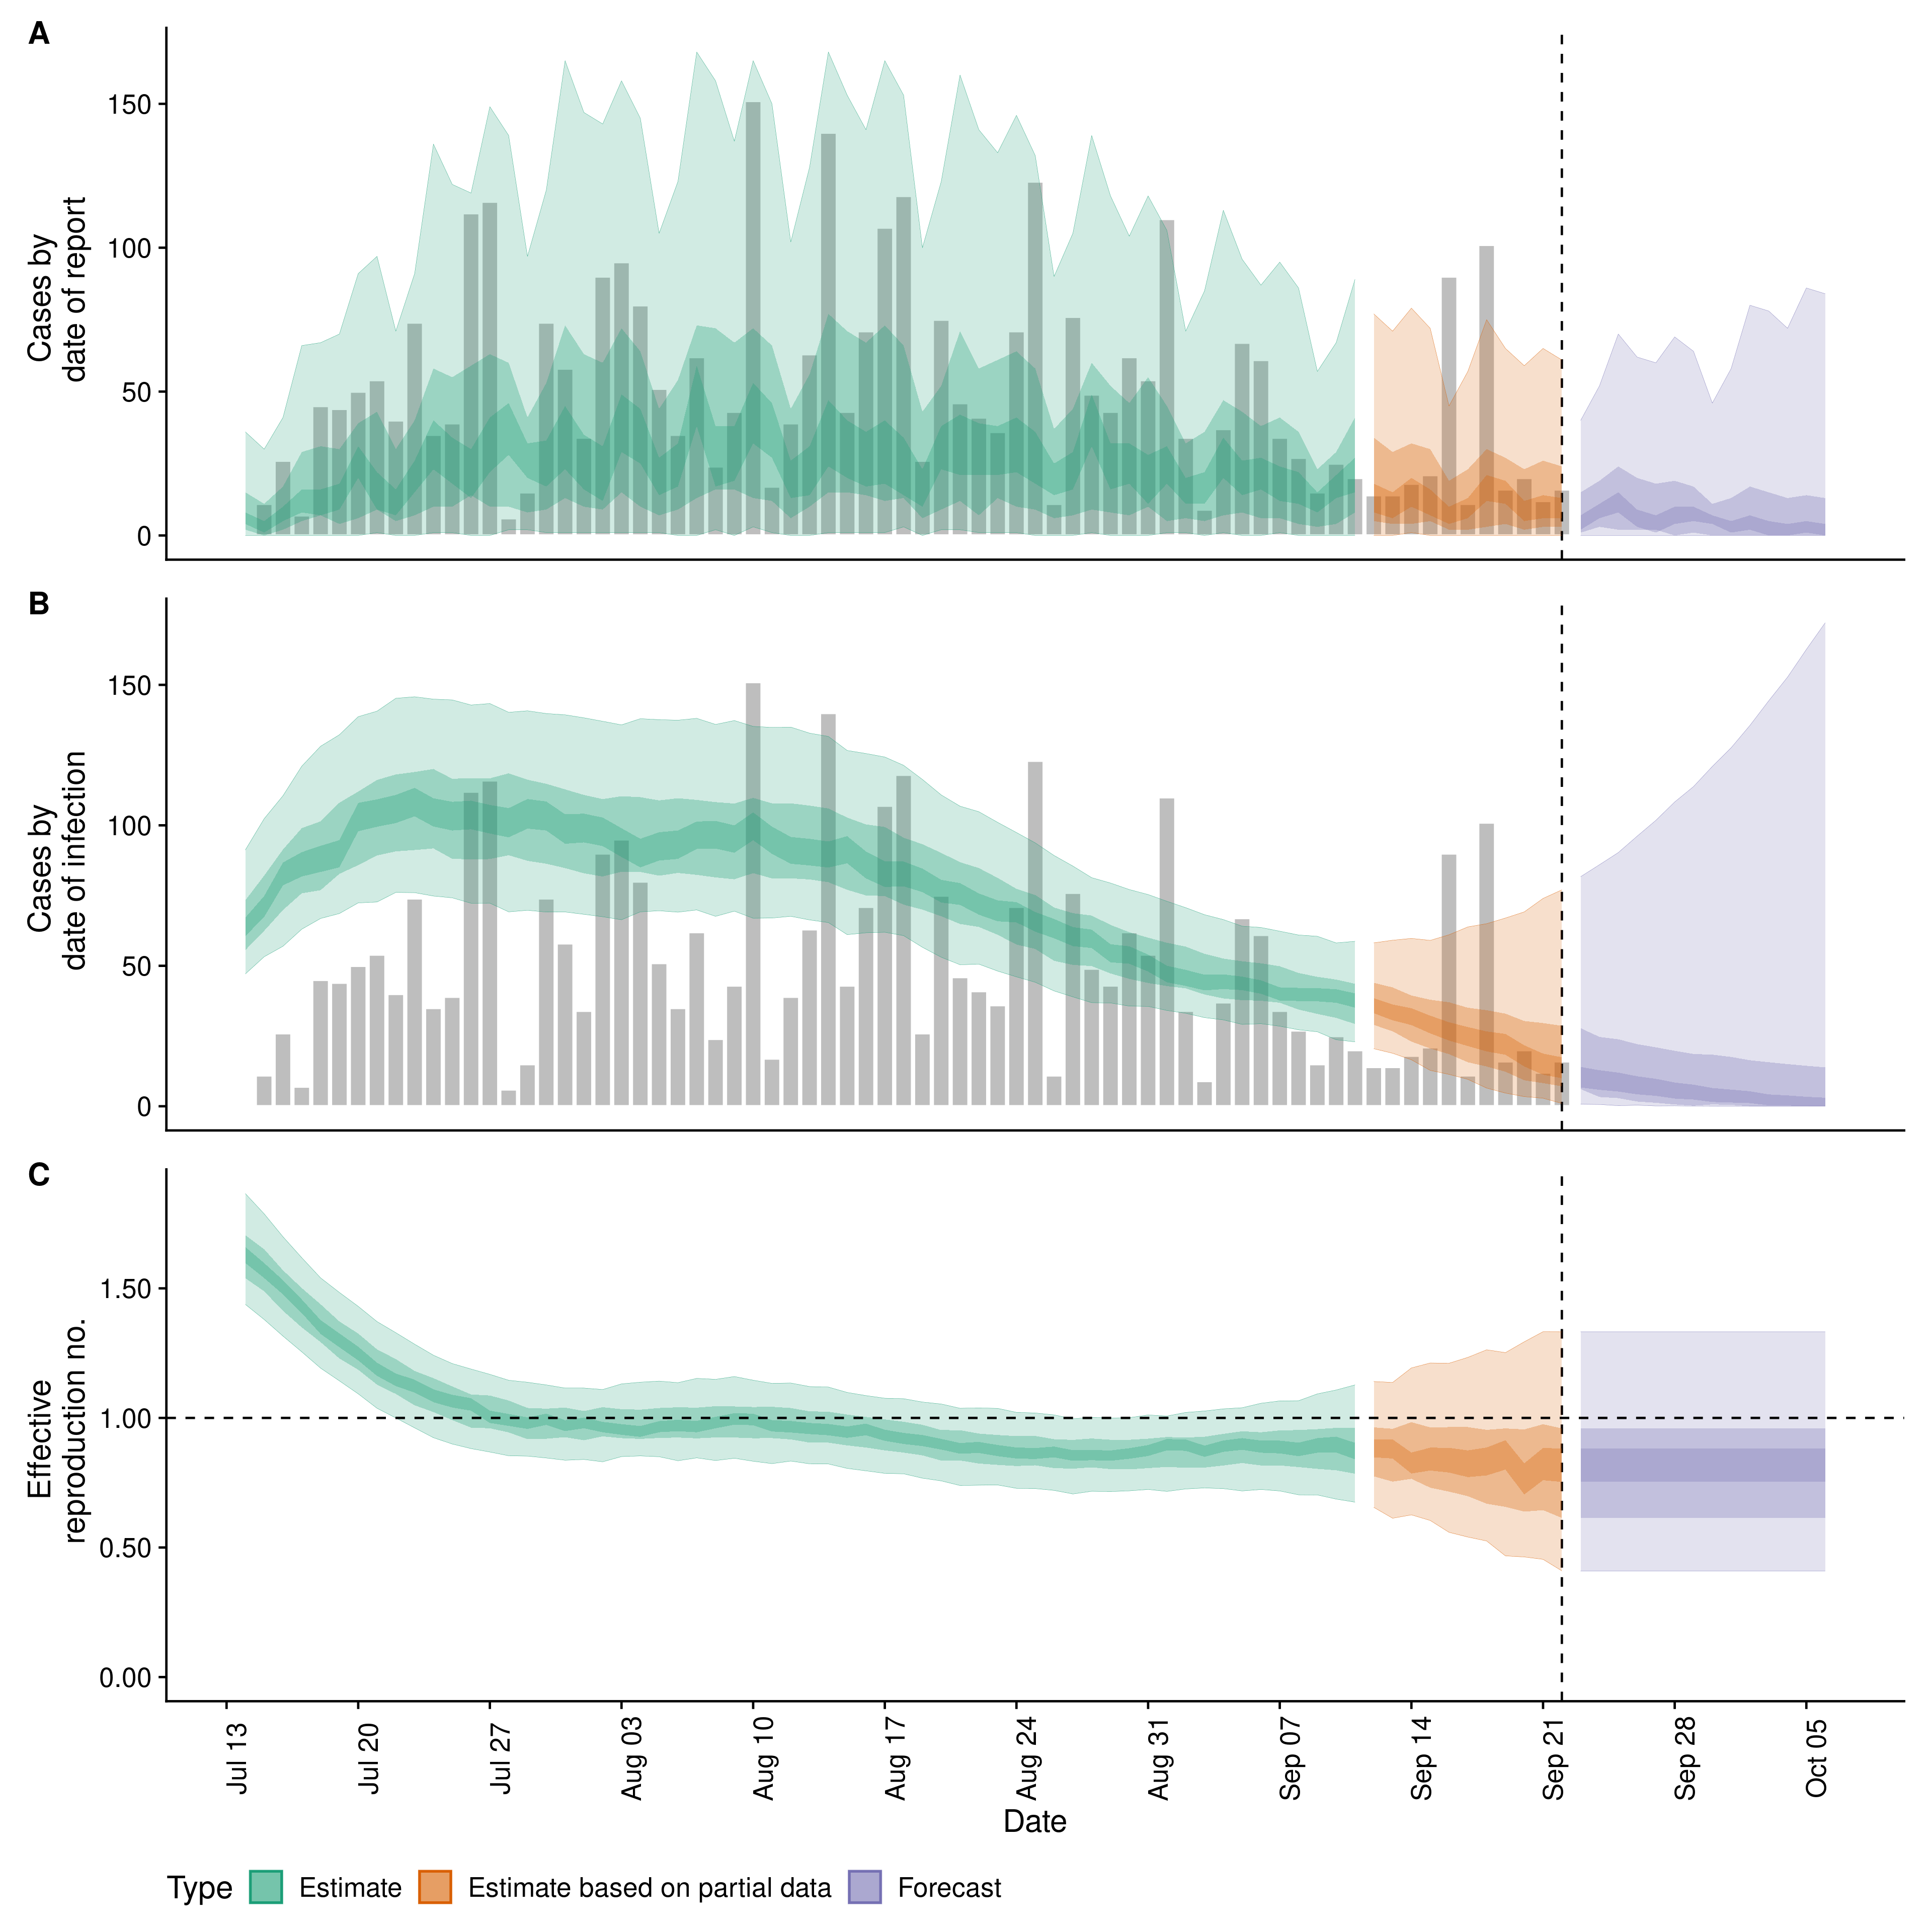 A
Cases by
date of report
150
100
50
0
B
Cases by
date of infection
150
100
50
0
C
Effective
reproduction no.
1.50
1.00
0.50
0.00
Jul 13
Jul 20
Jul 27
Aug 03
Aug 10
Aug 17
Aug 24
Aug 31
Sep 07
Sep 14
Sep 21
Sep 28
Oct 05
Date
Type Estimate Estimate based on partial data Forecast